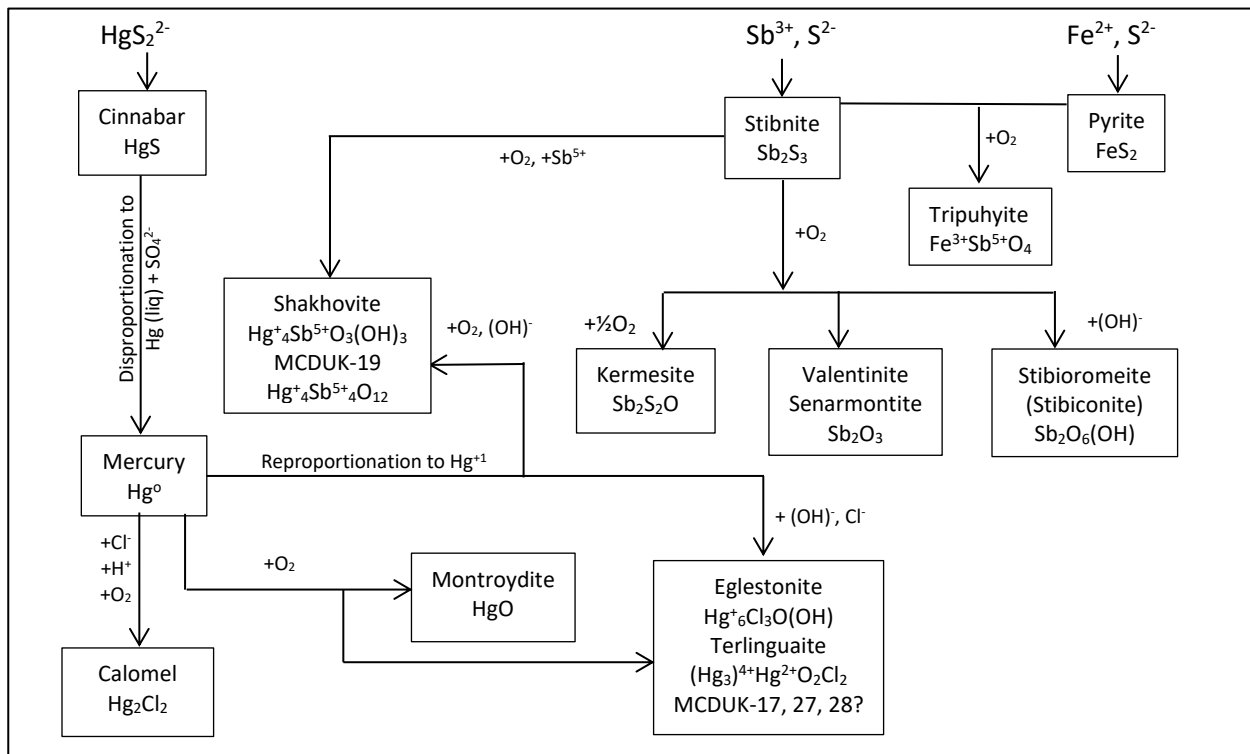 HgS₂²⁻
Sb³⁺, S²⁻
Fe²⁺, S²⁻
Cinnabar
HgS
Stibnite
Sb₂S₃
Pyrite
FeS₂
+O₂, +Sb⁵⁺
+O₂
Tripuhyite
Fe³⁺Sb⁵⁺O₄
+O₂
Disproportionation to
Hg (liq) + SO₄²⁻
Shakhovite
Hg⁺₄Sb⁵⁺O₃(OH)₃
MCDUK-19
Hg⁺₄Sb⁵⁺₄O₁₂
+O₂, (OH)⁻
+½O₂
+(OH)⁻
Kermesite
Sb₂S₂O
Valentinite
Senarmontite
Sb₂O₃
Stibioromeite
(Stibiconite)
Sb₂O₆(OH)
Mercury
Hgᵒ
Reproportionation to Hg⁺¹
+ (OH)⁻, Cl⁻
+Cl⁻
+H⁺
+O₂
+O₂
Montroydite
HgO
Eglestonite
Hg⁺₆Cl₃O(OH)
Terlinguaite
(Hg₃)⁴⁺Hg²⁺O₂Cl₂
MCDUK-17, 27, 28?
Calomel
Hg₂Cl₂